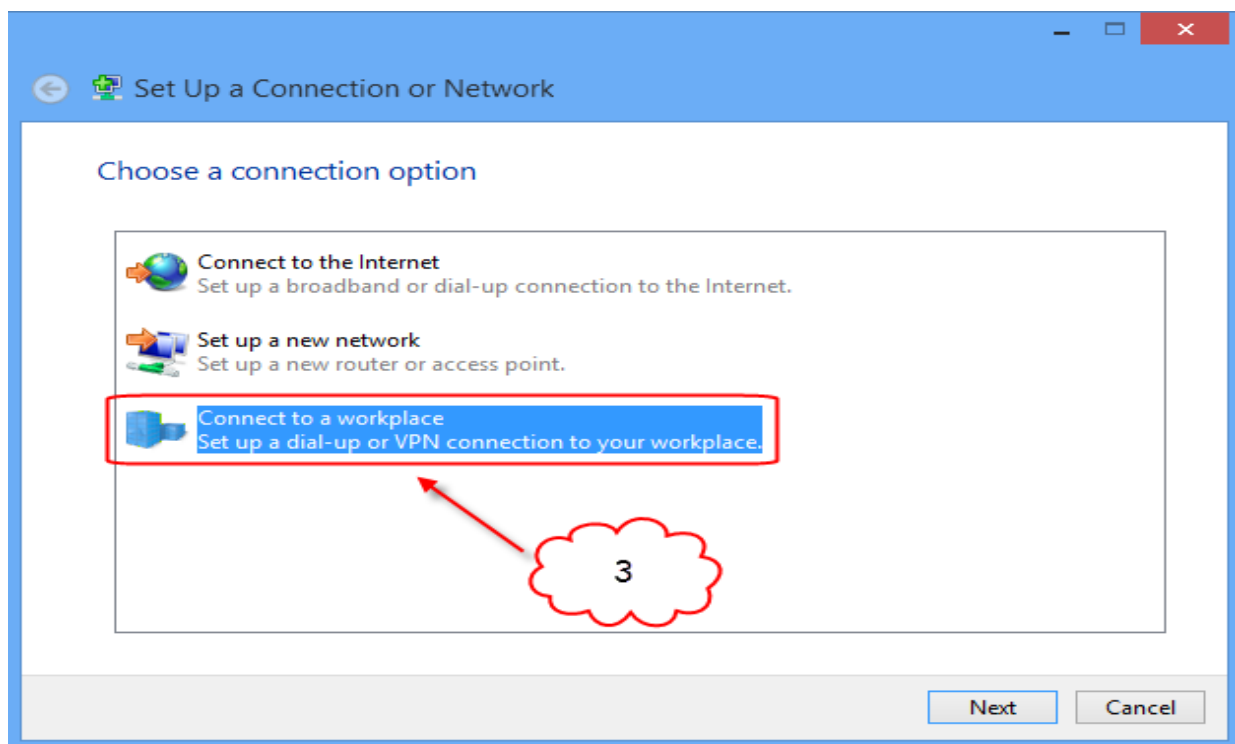 Set Up a Connection or Network
Choose a connection option
Connect to the Internet
Set up a broadband or dial-up connection to the Internet.
Set up a new network
Set up a new router or access point.
Connect to a workplace
Set up a dial-up or VPN connection to your workplace.
3
Next
Cancel